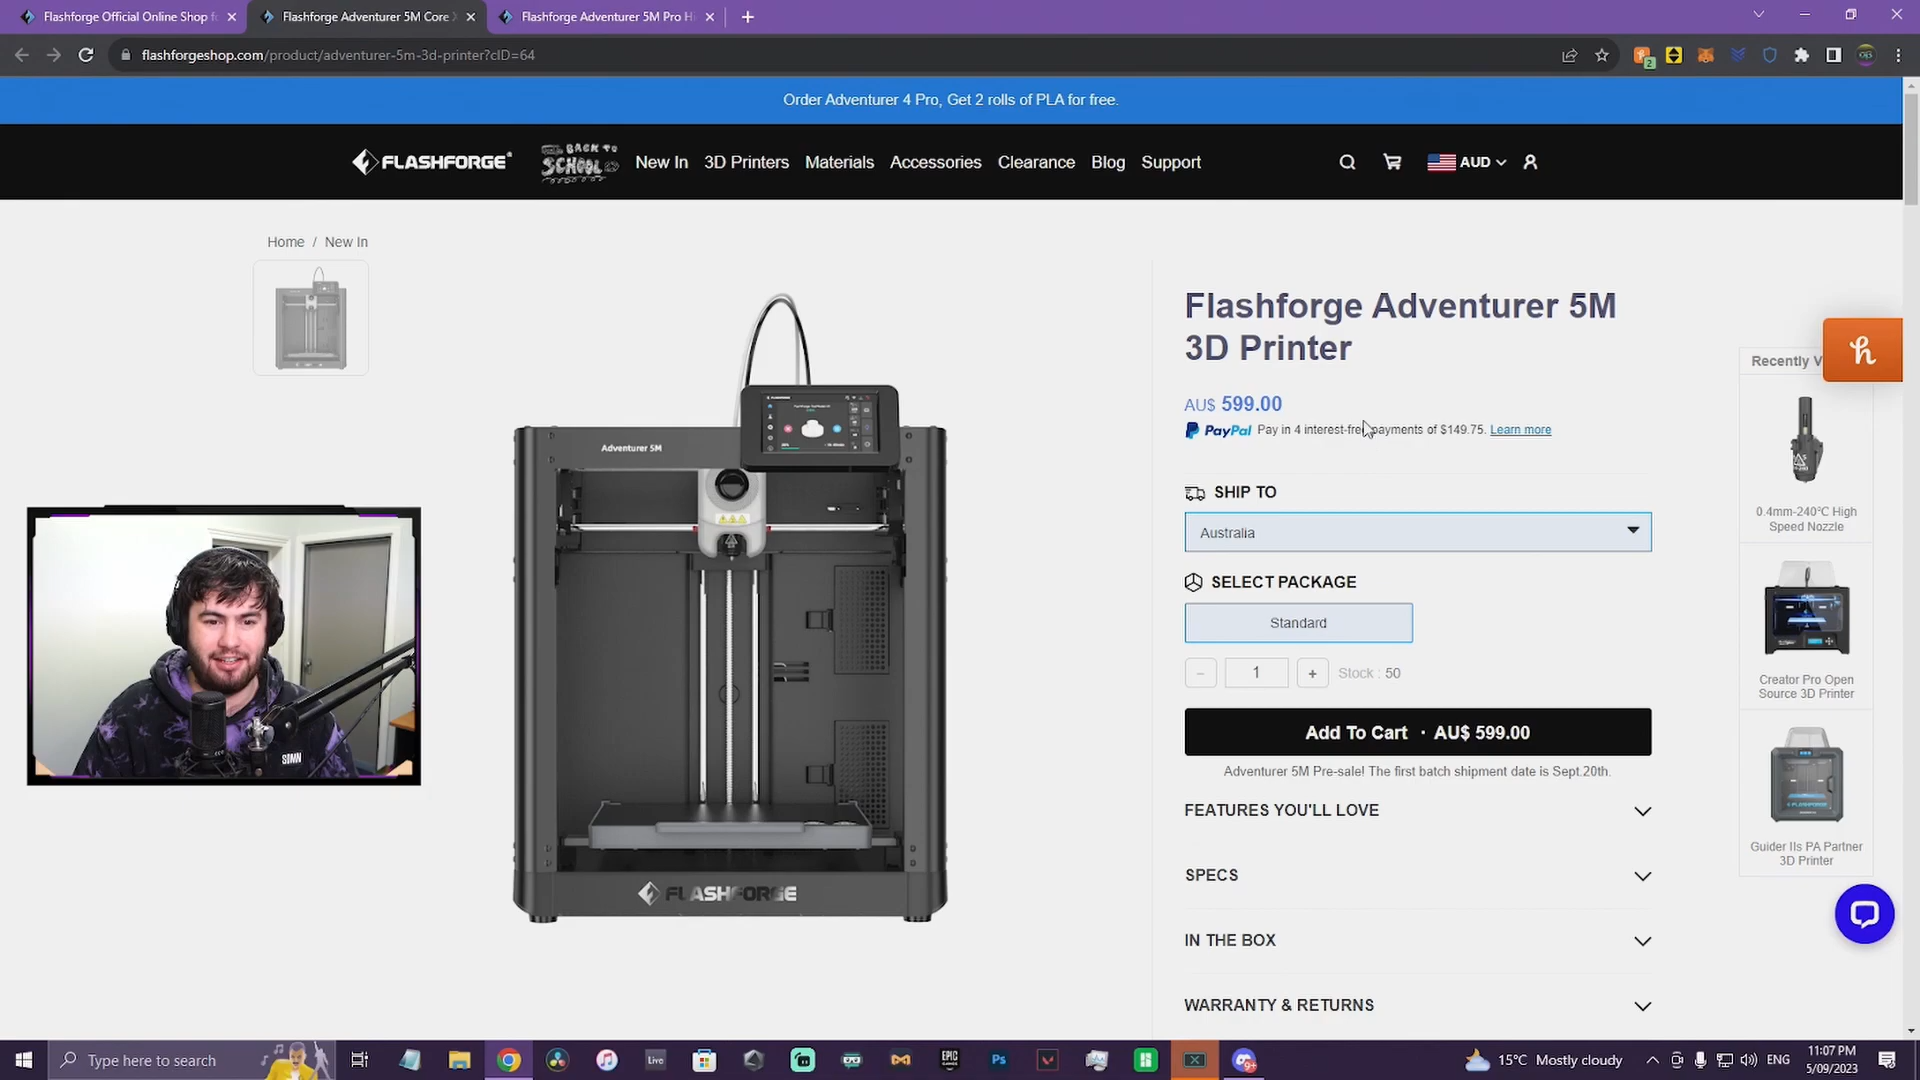 Flashforge Official Online Shop f
Flashforge Adventurer 5M Core
Flashforge Adventurer 5M Pro Hi
flashforgeshop.com/product/adventurer-5m-3d-printer?cID=64
2
Order Adventurer 4 Pro, Get 2 rolls of PLA for free.
FLASHFORGE
BACK TO SCHOOL
New In
3D Printers
Materials
Accessories
Clearance
Blog
Support
AUD
Home / New In
Flashforge Adventurer 5M
3D Printer
AU$ 599.00
PayPal Pay in 4 interest-free payments of $149.75. Learn more
SHIP TO
Australia
SELECT PACKAGE
Standard
− 1 + Stock : 50
Add To Cart · AU$ 599.00
Adventurer 5M Pre-sale! The first batch shipment date is Sept.20th.
FEATURES YOU'LL LOVE
SPECS
IN THE BOX
WARRANTY & RETURNS
Adventurer 5M
FLASHFORGE
Recently V
0.4mm-240℃ High
Speed Nozzle
Creator Pro Open
Source 3D Printer
Guider IIs PA Partner
3D Printer
Type here to search
Live
EPIC
Ps
9+
15°C Mostly cloudy
ENG
11:07 PM
5/09/2023